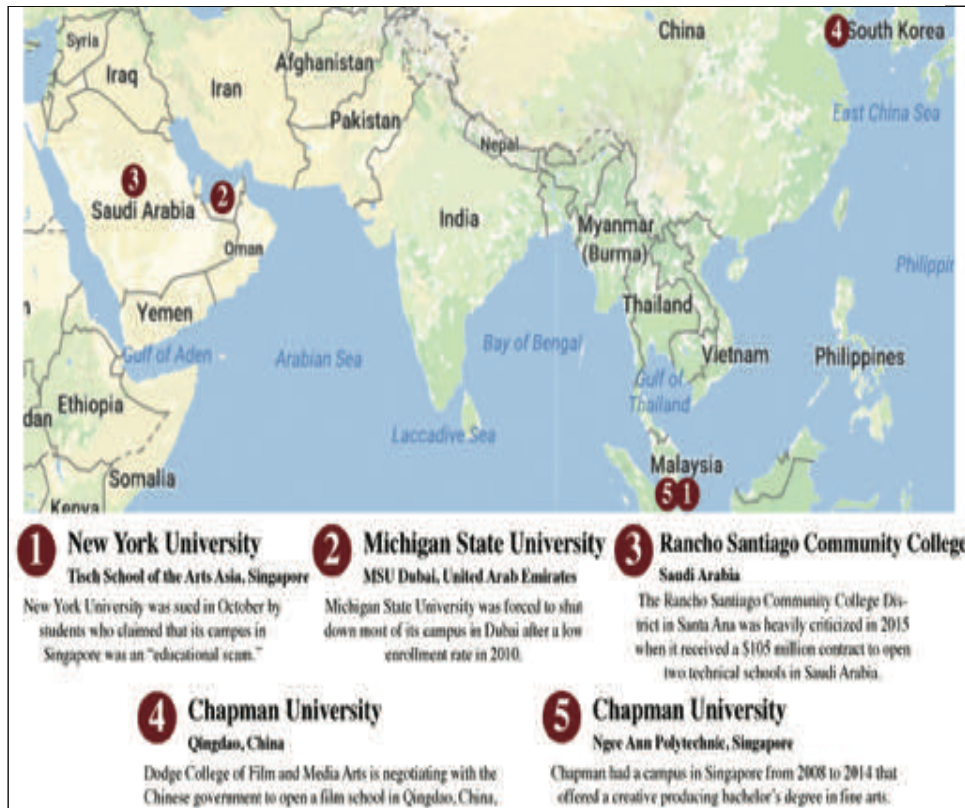 Syria
Afghanistan
China
4
South Korea
Iraq
Iran
Pakistan
East China Sea
Nepal
3
2
Saudi Arabia
India
Myanmar
(Burma)
Oman
Philippin
Thailand
Yemen
Gulf of Aden
Arabian Sea
Bay of Bengal
Vietnam
Philippines
Gulf of
Thailand
Ethiopia
dan
Laccadive Sea
Malaysia
Somalia
5 1
Kenya
1 New York University
Tisch School of the Arts Asia, Singapore
New York University was sued in October by
students who claimed that its campus in
Singapore was an “educational scam.”
2 Michigan State University
MSU Dubai, United Arab Emirates
Michigan State University was forced to shut
down most of its campus in Dubai after a low
enrollment rate in 2010.
3 Rancho Santiago Community College
Saudi Arabia
The Rancho Santiago Community College Dis-
trict in Santa Ana was heavily criticized in 2015
when it received a $105 million contract to open
two technical schools in Saudi Arabia.
4 Chapman University
Qingdao, China
Dodge College of Film and Media Arts is negotiating with the
Chinese government to open a film school in Qingdao, China,
5 Chapman University
Ngee Ann Polytechnic, Singapore
Chapman had a campus in Singapore from 2008 to 2014 that
offered a creative producing bachelor's degree in fine arts.